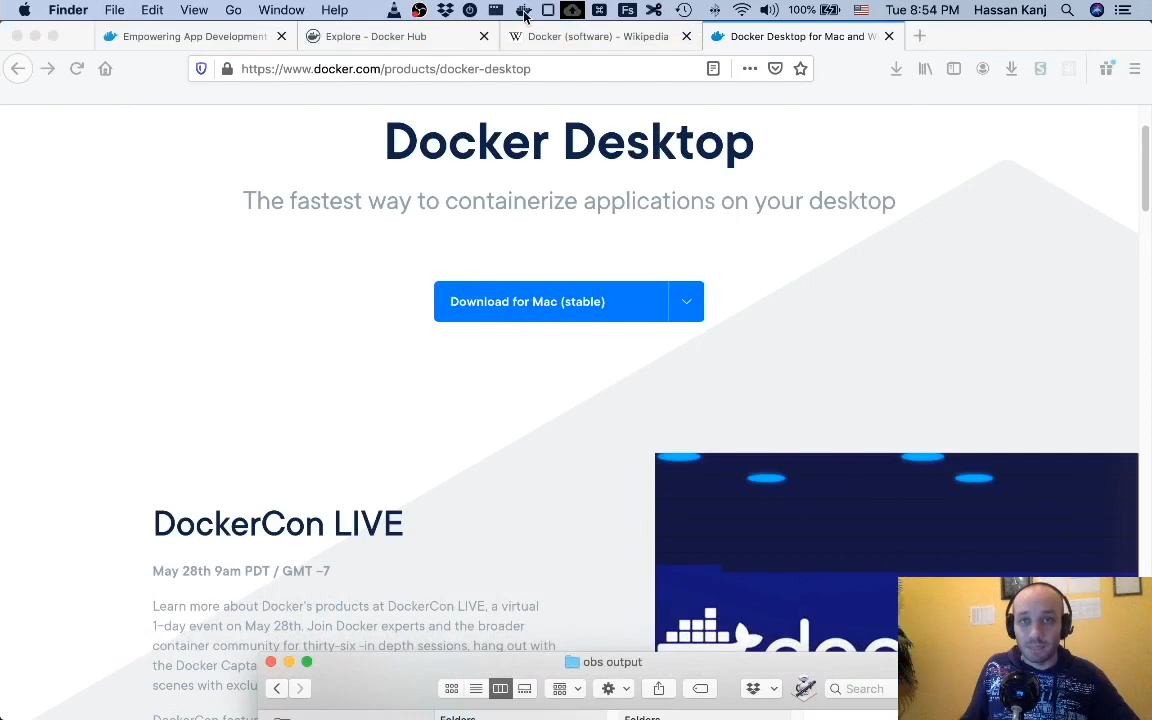 Finder File Edit View Go Window Help Fs 100% Tue 8:54 PM Hassan Kanj
Empowering App Development Explore - Docker Hub W Docker (software) - Wikipedia Docker Desktop for Mac and W
https://www.docker.com/products/docker-desktop S
Docker Desktop
The fastest way to containerize applications on your desktop
Download for Mac (stable)
DockerCon LIVE
May 28th 9am PDT / GMT -7
Learn more about Docker's products at DockerCon LIVE, a virtual
1-day event on May 28th. Join Docker experts and the broader
container community for thirty-six -in depth sessions, hang out with
the Docker Capta
scenes with exclu
doc
obs output
Search
Folders Folders